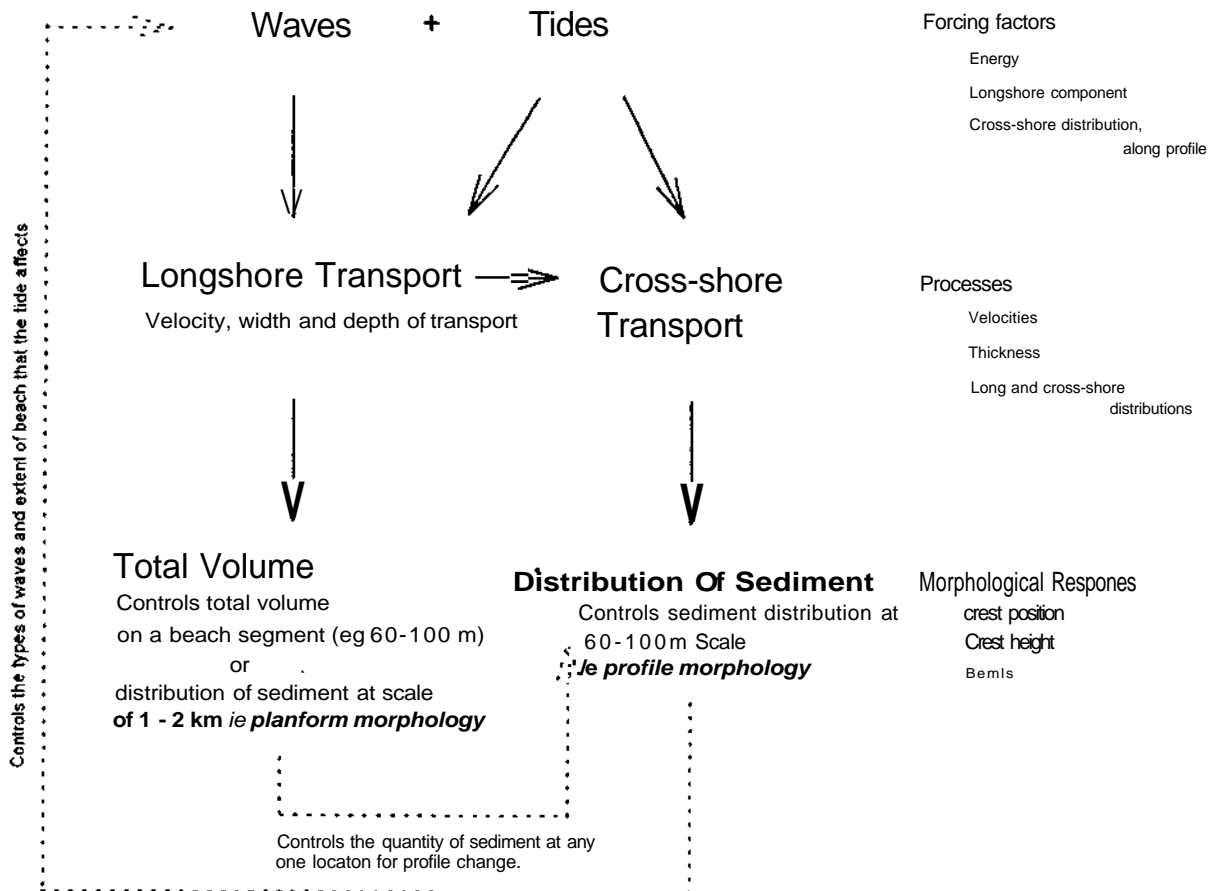 Waves + Tides
Forcing factors
Energy
Longshore component
Cross-shore distribution,
along profile
Controls the types of waves and extent of beach that the tide affects
Longshore Transport
Velocity, width and depth of transport
Cross-shore
Transport
Processes
Velocities
Thickness
Long and cross-shore
distributions
Total Volume
Controls total volume
on a beach segment (eg 60-100 m)
or
distribution of sediment at scale
of 1 - 2 km ie planform morphology
Distribution Of Sediment
Controls sediment distribution at
60-100m Scale
profile morphology
Morphological Respones
crest position
Crest height
Bemls
Controls the quantity of sediment at any
one locaton for profile change.